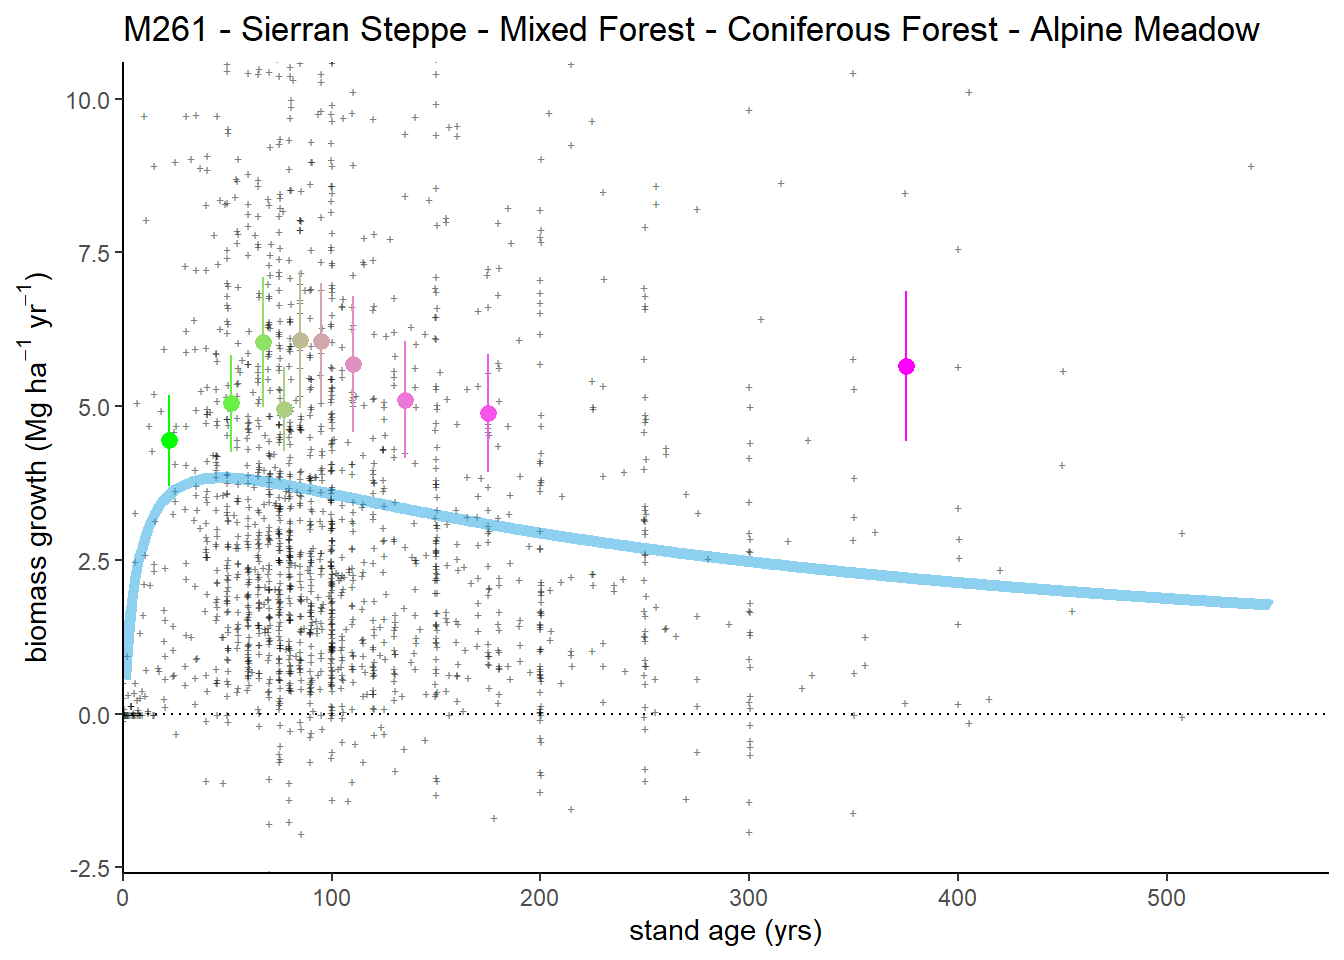 M261 - Sierran Steppe - Mixed Forest - Coniferous Forest - Alpine Meadow
biomass growth (Mg ha⁻¹ yr⁻¹)
10.0
7.5
5.0
2.5
0.0
-2.5
0 100 200 300 400 500
stand age (yrs)